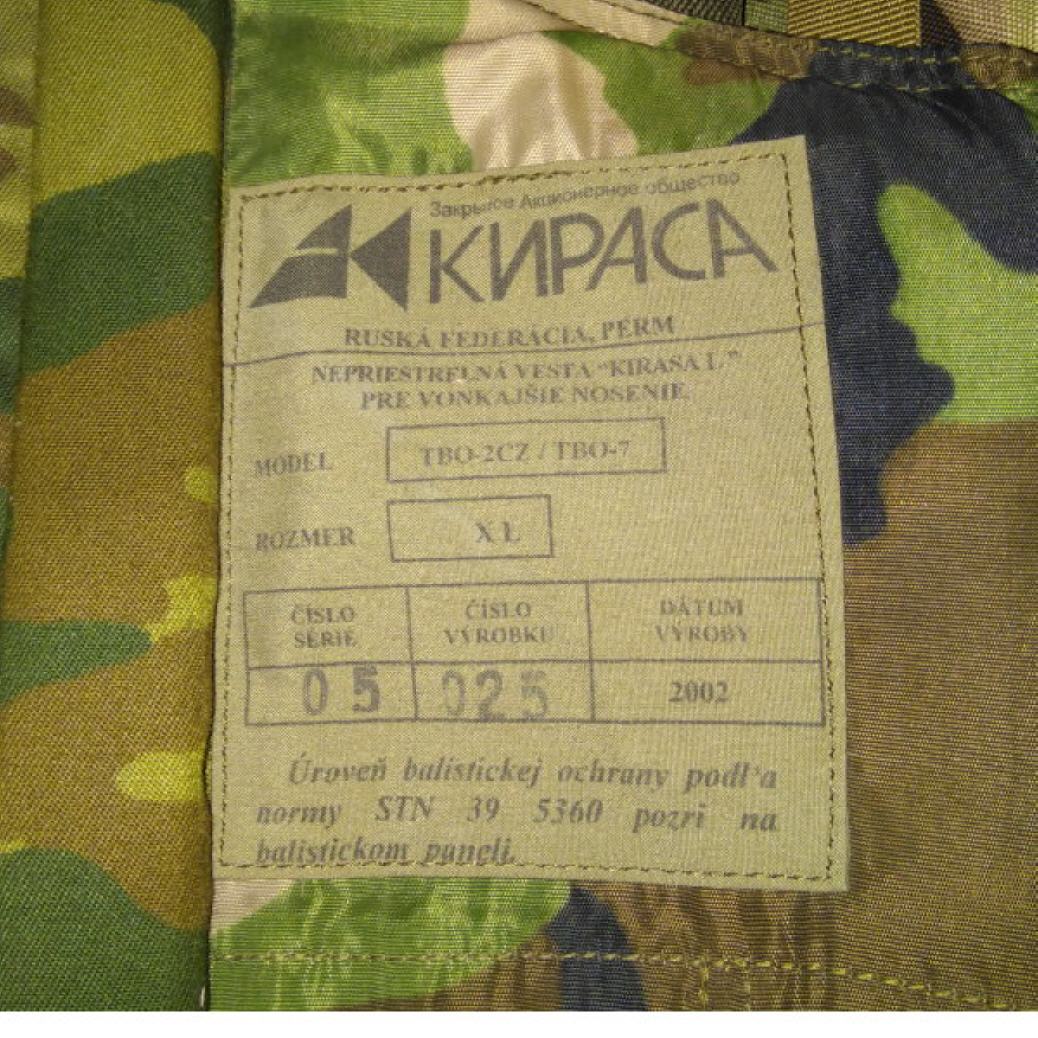 Закрытое Акционерное общество
КИРАСА
RUSKÁ FEDERÁCIA, PERM
NEPRIESTREĽNÁ VESTA “KIRASA L”
PRE VONKAJŠIE NOSENIE.
MODEL TBO-2CZ / TBO-7
ROZMER XL
ČÍSLO SÉRIE ČÍSLO VÝROBKU DÁTUM VÝROBY
05 025 2002
Úroveň balistickej ochrany podľa
normy STN 39 5360 pozri na
balistickom paneli.